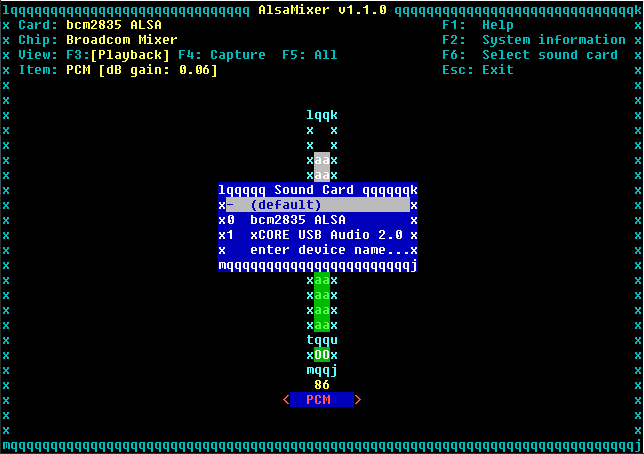 lqqqqqqqqqqqqqqqqqqqqqqqqqqqqqq AlsaMixer v1.1.0 qqqqqqqqqqqqqqqqqqqqqqqqqqqqqqk
x Card: bcm2835 ALSA                                   F1:  Help               x
x Chip: Broadcom Mixer                                 F2:  System information x
x View: F3:[Playback] F4: Capture  F5: All             F6:  Select sound card  x
x Item: PCM [dB gain: 0.06]                            Esc: Exit               x
x                                                                              x
x                                                                              x
x                                     lqqk                                     x
x                                     x  x                                     x
x                                     x  x                                     x
x                                     xaax                                     x
x                                     xaax                                     x
x                          lqqqqq Sound Card qqqqqqk                           x
x                          x-  (default)           x                           x
x                          x0  bcm2835 ALSA        x                           x
x                          x1  xCORE USB Audio 2.0 x                           x
x                          x   enter device name...x                           x
x                          mqqqqqqqqqqqqqqqqqqqqqqqj                           x
x                                     xaax                                     x
x                                     xaax                                     x
x                                     xaax                                     x
x                                     xaax                                     x
x                                     tqqu                                     x
x                                     xOOx                                     x
x                                     mqqj                                     x
x                                      86                                      x
x                                  <  PCM   >                                  x
x                                                                              x
x                                                                              x
mqqqqqqqqqqqqqqqqqqqqqqqqqqqqqqqqqqqqqqqqqqqqqqqqqqqqqqqqqqqqqqqqqqqqqqqqqqqqqqj